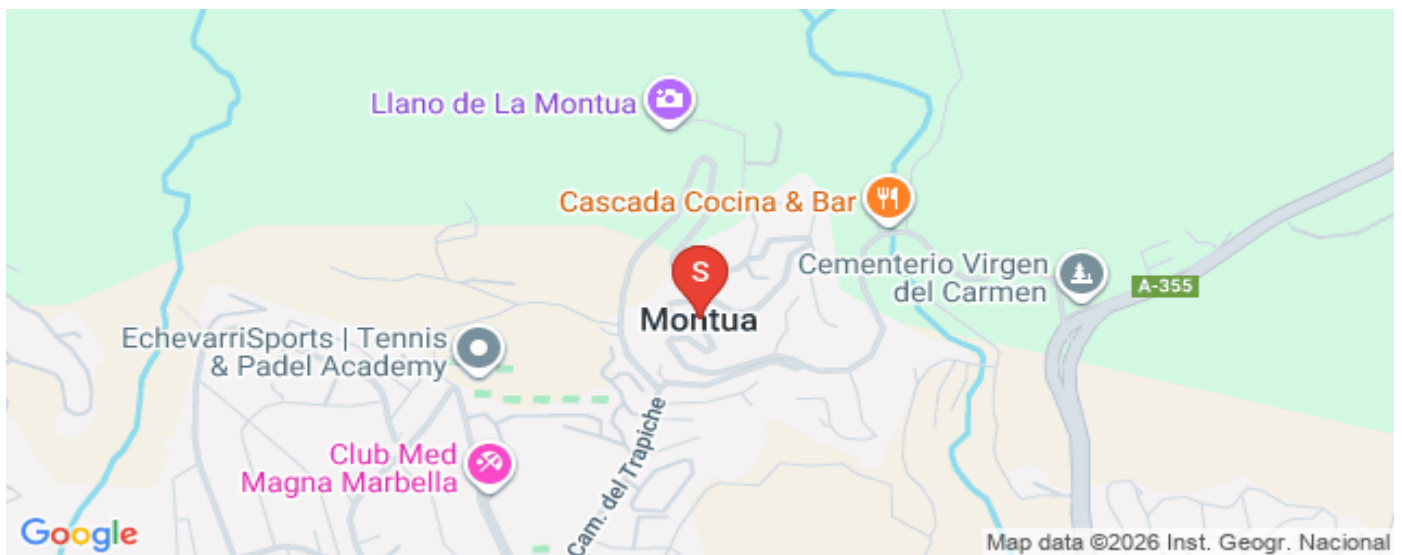 Llano de La Montua
Cascada Cocina & Bar
Cementerio Virgen
del Carmen
A-355
S
Montua
EchevarriSports | Tennis
& Padel Academy
Club Med
Magna Marbella
Cam. del Trapiche
Google
Map data ©2026 Inst. Geogr. Nacional